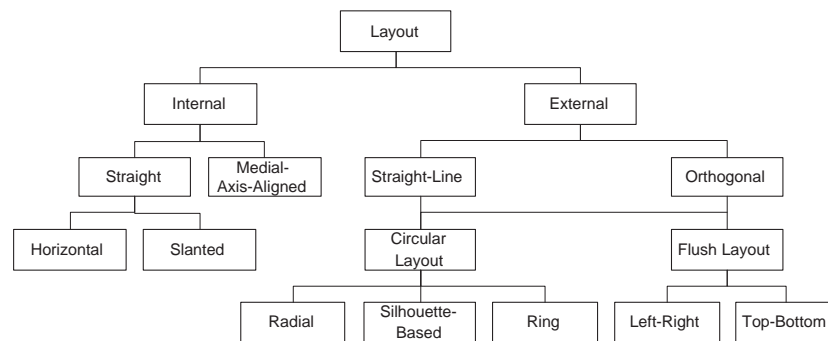 Layout
Internal
External
Straight
Medial-
Axis-Aligned
Straight-Line
Orthogonal
Horizontal
Slanted
Circular
Layout
Flush Layout
Radial
Silhouette-
Based
Ring
Left-Right
Top-Bottom